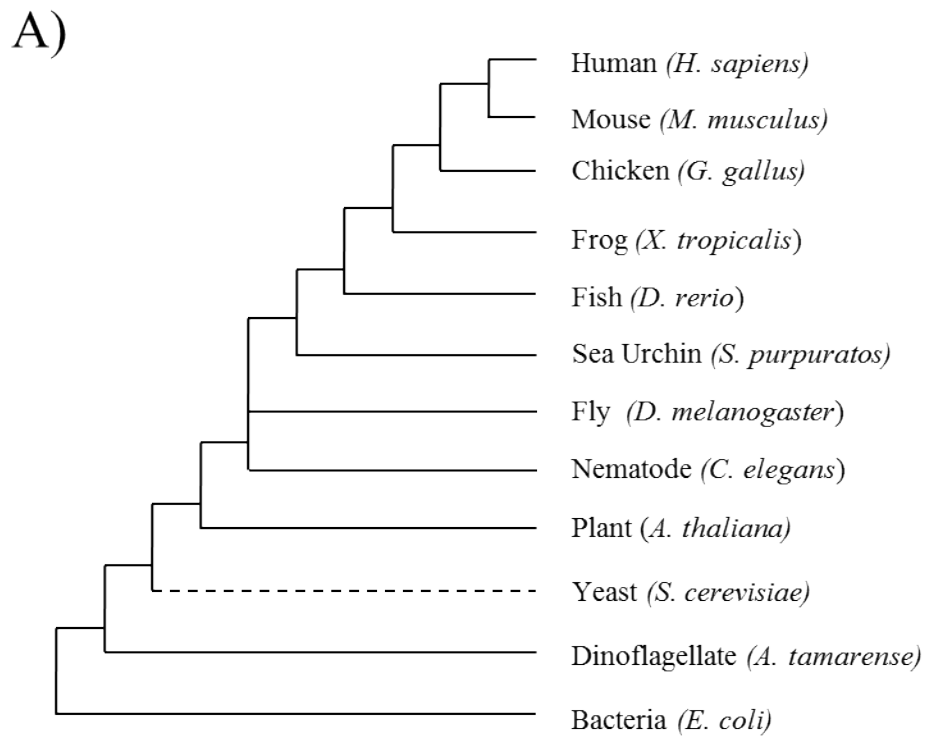 A)
Human (H. sapiens)
Mouse (M. musculus)
Chicken (G. gallus)
Frog (X. tropicalis)
Fish (D. rerio)
Sea Urchin (S. purpuratos)
Fly (D. melanogaster)
Nematode (C. elegans)
Plant (A. thaliana)
Yeast (S. cerevisiae)
Dinoflagellate (A. tamarense)
Bacteria (E. coli)